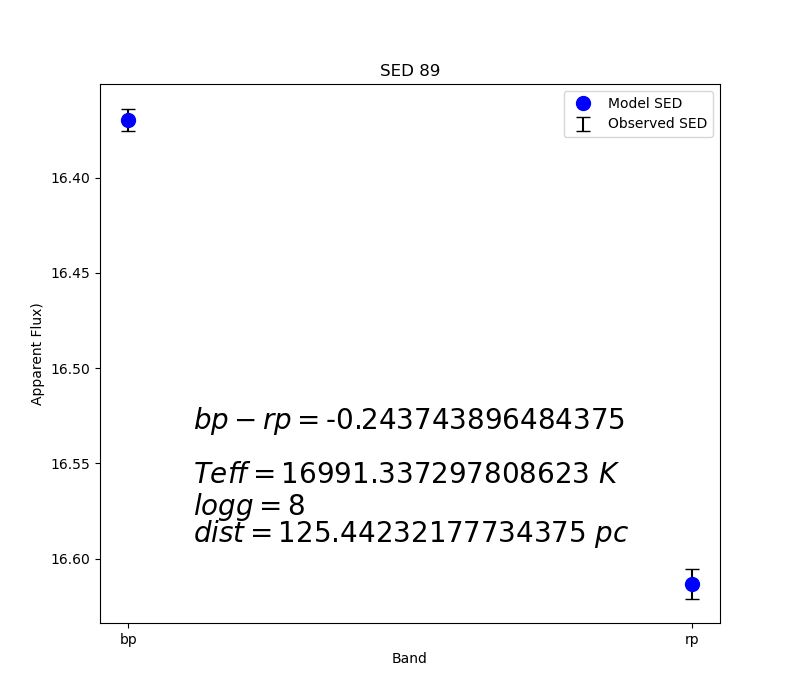 SED 89
Model SED
Observed SED
16.40
16.45
16.50
16.55
16.60
Apparent Flux)
bp − rp = -0.243743896484375
Teff = 16991.337297808623 K
logg = 8
dist = 125.44232177734375 pc
bp
rp
Band